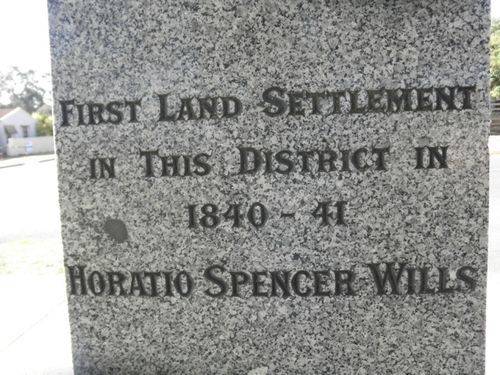 First Land Settlement
in This District in
1840 - 41
Horatio Spencer Wills